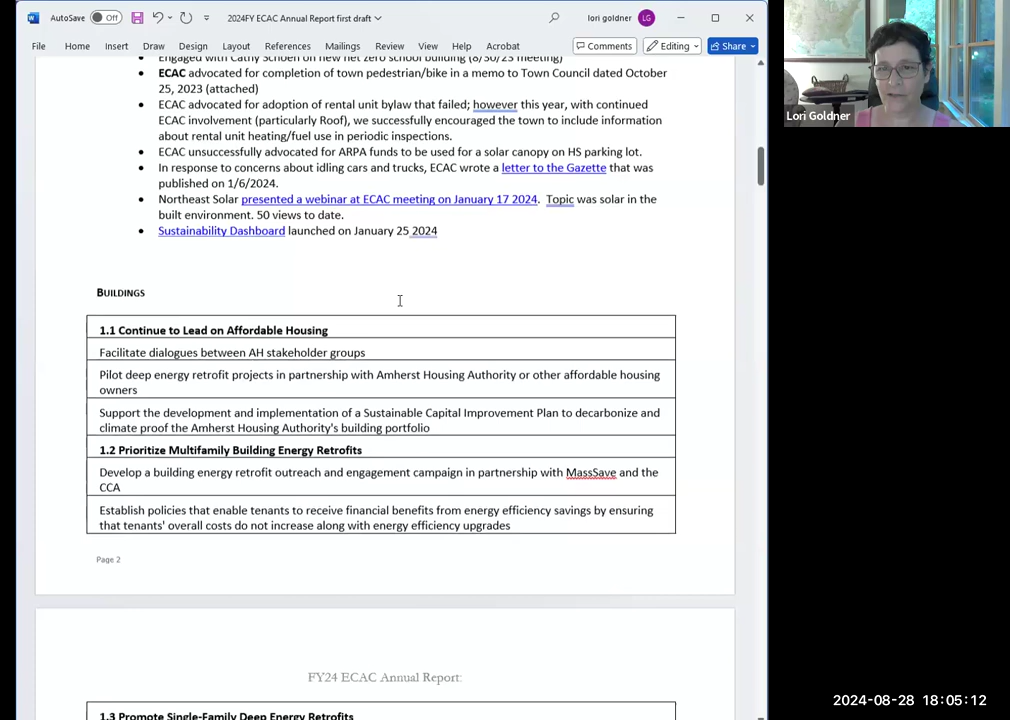 AutoSave
Off
2024FY ECAC Annual Report first draft
lori goldner
LG
File
Home
Insert
Draw
Design
Layout
References
Mailings
Review
View
Help
Acrobat
Comments
Editing
Share
Engaged with Cathy Schoen on new net zero school building (8/30/23 meeting)
ECAC advocated for completion of town pedestrian/bike in a memo to Town Council dated October
25, 2023 (attached)
ECAC advocated for adoption of rental unit bylaw that failed; however this year, with continued
ECAC involvement (particularly Roof), we successfully encouraged the town to include information
about rental unit heating/fuel use in periodic inspections.
ECAC unsuccessfully advocated for ARPA funds to be used for a solar canopy on HS parking lot.
In response to concerns about idling cars and trucks, ECAC wrote a letter to the Gazette that was
published on 1/6/2024.
Northeast Solar presented a webinar at ECAC meeting on January 17 2024. Topic was solar in the
built environment. 50 views to date.
Sustainability Dashboard launched on January 25 2024
BUILDINGS
1.1 Continue to Lead on Affordable Housing
Facilitate dialogues between AH stakeholder groups
Pilot deep energy retrofit projects in partnership with Amherst Housing Authority or other affordable housing
owners
Support the development and implementation of a Sustainable Capital Improvement Plan to decarbonize and
climate proof the Amherst Housing Authority's building portfolio
1.2 Prioritize Multifamily Building Energy Retrofits
Develop a building energy retrofit outreach and engagement campaign in partnership with MassSave and the
CCA
Establish policies that enable tenants to receive financial benefits from energy efficiency savings by ensuring
that tenants' overall costs do not increase along with energy efficiency upgrades
Page 2
FY24 ECAC Annual Report:
1.3 Promote Single-Family Deep Energy Retrofits
Lori Goldner
2024-08-28 18:05:12